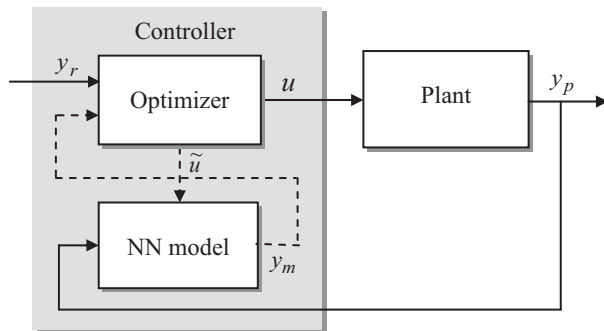 Controller
y_r
Optimizer
u
Plant
y_p
ũ
NN model
y_m